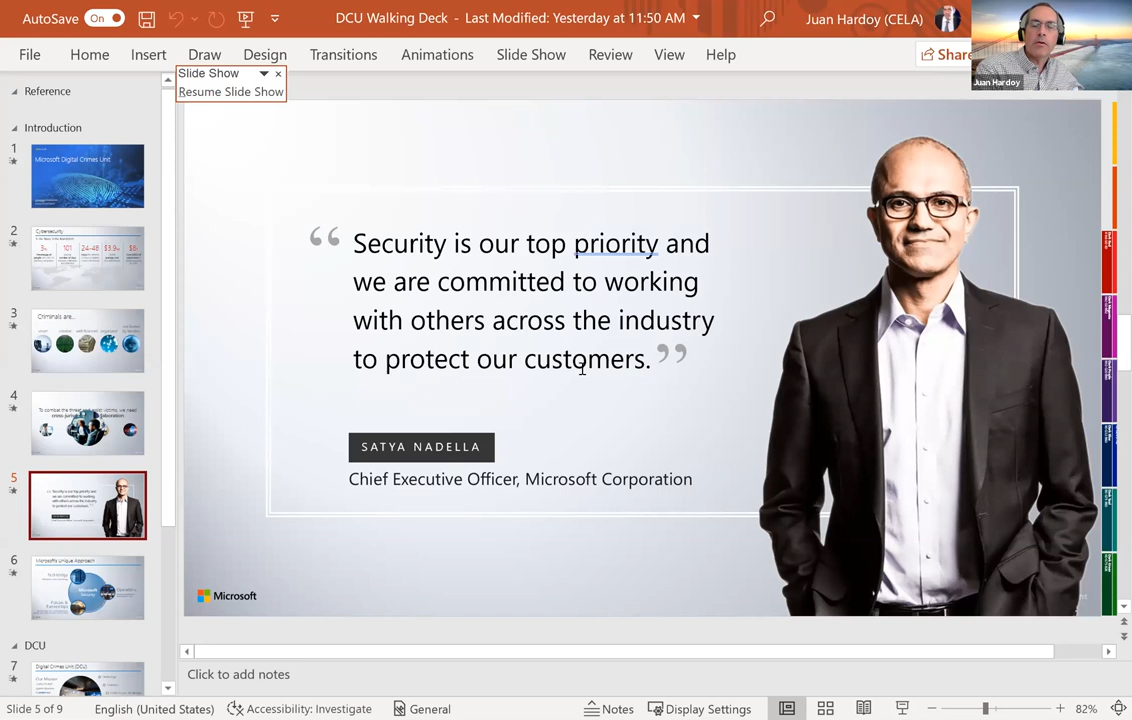 AutoSave On
DCU Walking Deck - Last Modified: Yesterday at 11:50 AM
Juan Hardoy (CELA)
File Home Insert Draw Design Transitions Animations Slide Show Review View Help Share
Juan Hardoy
Slide Show
Resume Slide Show
Reference
Introduction
1
Microsoft Digital Crimes Unit
2
Cybersecurity
101 24-48
3
Criminals are...
4
5
6
Microsoft's Unique Approach
DCU
7
Digital Crimes Unit (DCU)
Our Mission
“ Security is our top priority and
we are committed to working
with others across the industry
to protect our customers. ”
SATYA NADELLA
Chief Executive Officer, Microsoft Corporation
Microsoft
Click to add notes
Slide 5 of 9 English (United States) Accessibility: Investigate General Notes Display Settings 82%